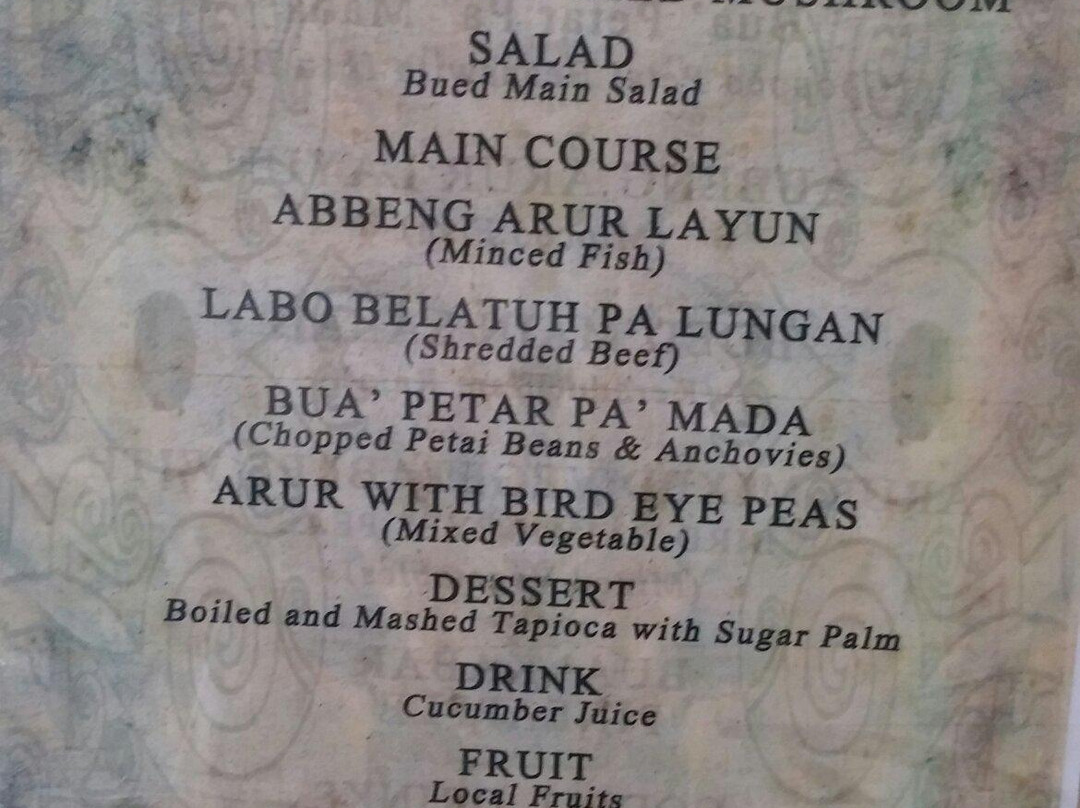 MUSHROOM
SALAD
Bued Main Salad
MAIN COURSE
ABBENG ARUR LAYUN
(Minced Fish)
LABO BELATUH PA LUNGAN
(Shredded Beef)
BUA' PETAR PA' MADA
(Chopped Petai Beans & Anchovies)
ARUR WITH BIRD EYE PEAS
(Mixed Vegetable)
DESSERT
Boiled and Mashed Tapioca with Sugar Palm
DRINK
Cucumber Juice
FRUIT
Local Fruits